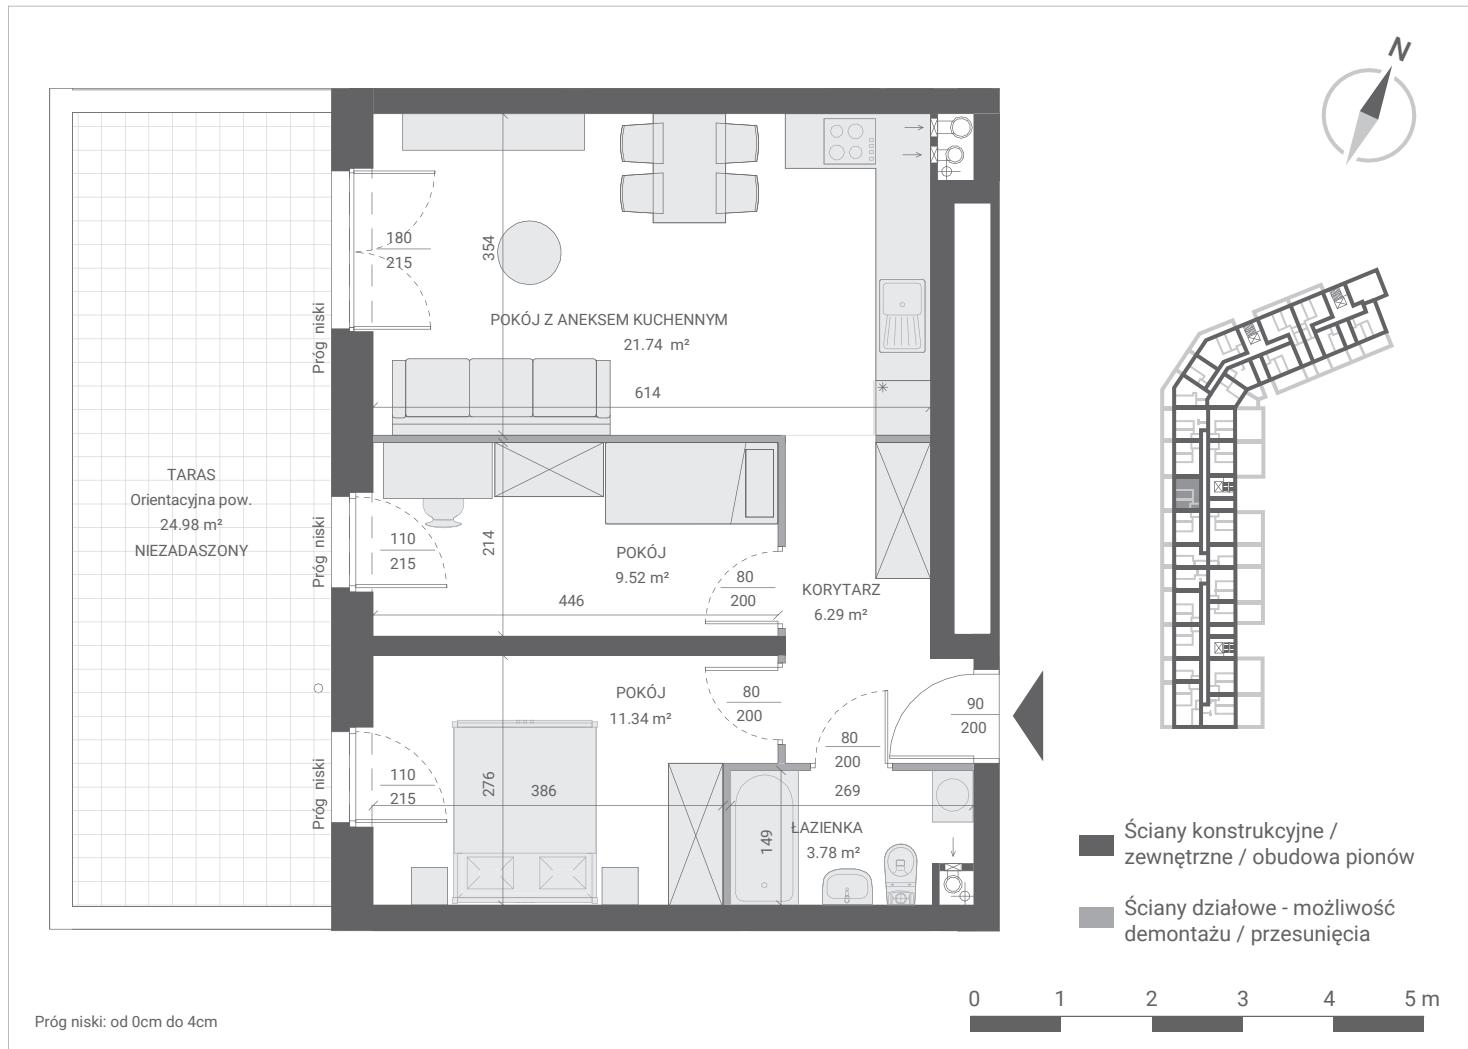 N
180
215
354
POKÓJ Z ANEKSEM KUCHENNYM
21.74 m²
614
Próg niski
TARAS
Orientacyjna pow.
24.98 m²
NIEZADASZONY
Próg niski
110
215
214
446
POKÓJ
9.52 m²
80
200
KORYTARZ
6.29 m²
POKÓJ
11.34 m²
80
200
90
200
80
200
Próg niski
110
215
276
386
269
149
ŁAZIENKA
3.78 m²
Ściany konstrukcyjne /
zewnętrzne / obudowa pionów
Ściany działowe - możliwość
demontażu / przesunięcia
0 1 2 3 4 5 m
Próg niski: od 0cm do 4cm